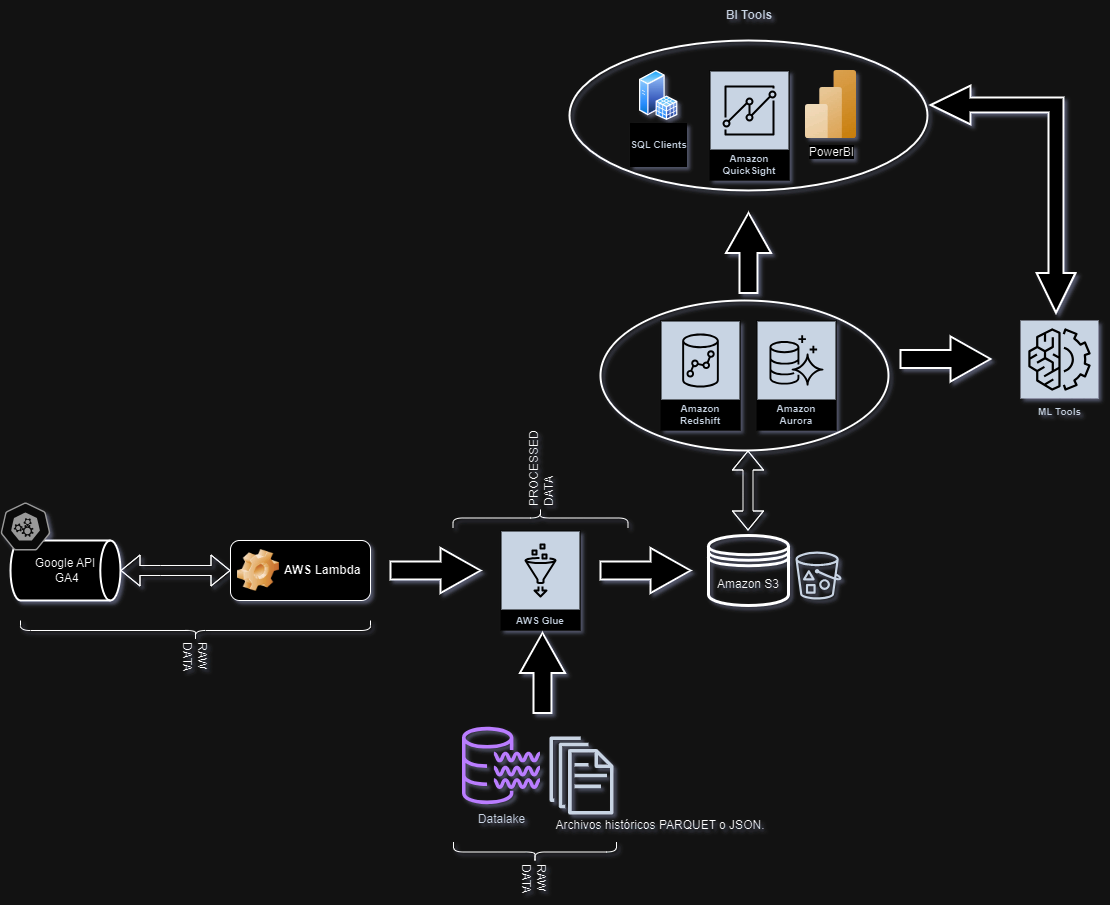 BI Tools
SQL Clients
Amazon
QuickSight
PowerBI
Amazon
Redshift
Amazon
Aurora
ML Tools
PROCESSED
DATA
Google API
GA4
AWS Lambda
AWS Glue
Amazon S3
RAW
DATA
Datalake
Archivos históricos PARQUET o JSON.
RAW
DATA